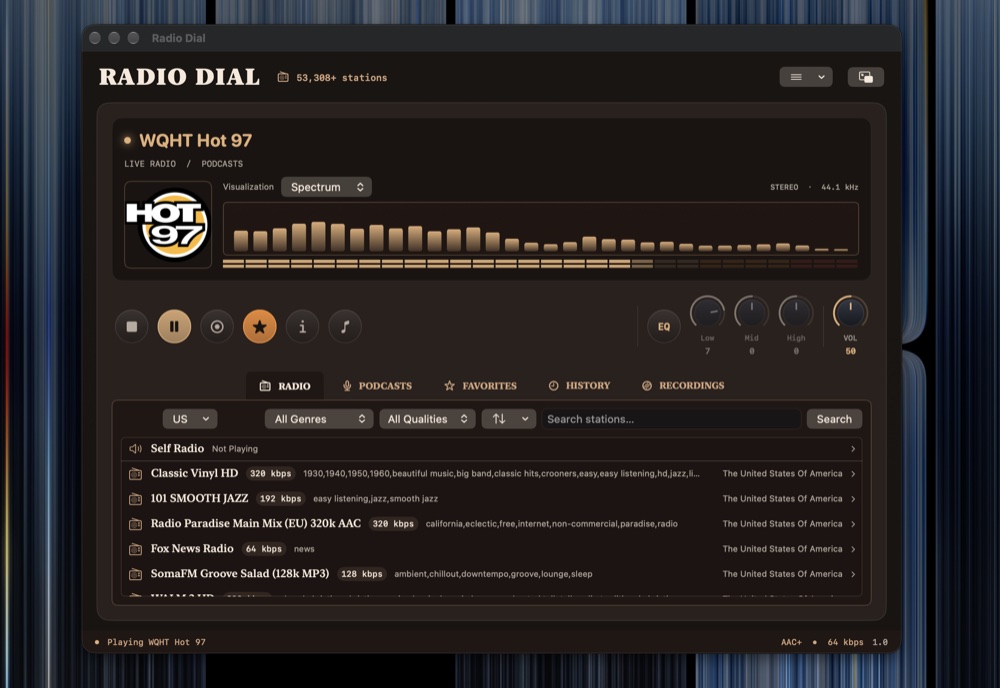 Radio Dial
RADIO DIAL 53,308+ stations
WQHT Hot 97
LIVE RADIO / PODCASTS
HOT 97
Visualization Spectrum STEREO · 44.1 kHz
EQ
Low Mid High VOL
7 0 0 50
RADIO PODCASTS FAVORITES HISTORY RECORDINGS
US All Genres All Qualities Search stations... Search
Self Radio Not Playing
Classic Vinyl HD 320 kbps 1930,1940,1950,1960,beautiful music,big band,classic hits,crooners,easy,easy listening,hd,jazz,li... The United States Of America
101 SMOOTH JAZZ 192 kbps easy listening,jazz,smooth jazz The United States Of America
Radio Paradise Main Mix (EU) 320k AAC 320 kbps california,eclectic,free,internet,non-commercial,paradise,radio The United States Of America
Fox News Radio 64 kbps news The United States Of America
SomaFM Groove Salad (128k MP3) 128 kbps ambient,chillout,downtempo,groove,lounge,sleep The United States Of America
Playing WQHT Hot 97 AAC+ • 64 kbps 1.0